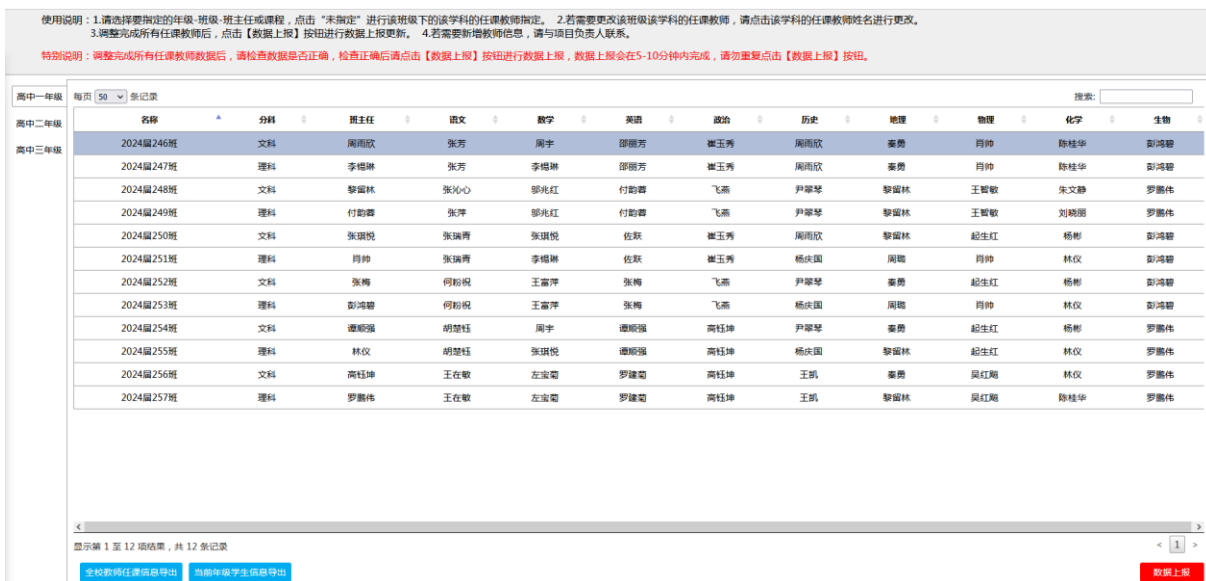 使用说明：1.请选择要指定的年级-班级-班主任或课程，点击“未指定”进行该班级下的该学科的任课教师指定。 2.若需要更改该班级该学科的任课教师，请点击该学科的任课教师姓名进行更改。
3.调整完成所有任课教师后，点击【数据上报】按钮进行数据上报更新。 4.若需要新增教师信息，请与项目负责人联系。
特别说明：调整完成所有任课教师数据后，请检查数据是否正确，检查正确后请点击【数据上报】按钮进行数据上报，数据上报会在5-10分钟内完成，请勿重复点击【数据上报】按钮。
高中一年级 每页 50 条记录 搜索:
高中二年级 名称 分科 班主任 语文 数学 英语 政治 历史 地理 物理 化学 生物
高中三年级 2024届246班 文科 周雨欣 张芳 周宇 邵丽芳 崔玉秀 周雨欣 秦勇 肖帅 陈桂华 彭鸿碧
2024届247班 理科 李锡琳 张芳 李锡琳 邵丽芳 崔玉秀 周雨欣 秦勇 肖帅 陈桂华 彭鸿碧
2024届248班 文科 黎留林 张沁心 邬兆红 付韵蓉 飞燕 尹翠琴 黎留林 王智敏 朱文静 罗鹏伟
2024届249班 理科 付韵蓉 张萍 邬兆红 付韵蓉 飞燕 尹翠琴 黎留林 王智敏 刘晓丽 罗鹏伟
2024届250班 文科 张琪悦 张瑞青 张琪悦 佐跃 崔玉秀 周雨欣 黎留林 起生红 杨彬 彭鸿碧
2024届251班 理科 肖帅 张瑞青 李锡琳 佐跃 崔玉秀 杨庆国 周璐 肖帅 林仪 彭鸿碧
2024届252班 文科 张梅 何粉祝 王富萍 张梅 飞燕 尹翠琴 秦勇 起生红 杨彬 彭鸿碧
2024届253班 理科 彭鸿碧 何粉祝 王富萍 张梅 飞燕 杨庆国 周璐 肖帅 林仪 彭鸿碧
2024届254班 文科 谭顺强 胡楚钰 周宇 谭顺强 高钰坤 尹翠琴 秦勇 起生红 杨彬 罗鹏伟
2024届255班 理科 林仪 胡楚钰 张琪悦 谭顺强 高钰坤 杨庆国 黎留林 起生红 林仪 罗鹏伟
2024届256班 文科 高钰坤 王在敏 左宝菊 罗建菊 高钰坤 王凯 秦勇 吴红飚 林仪 罗鹏伟
2024届257班 理科 罗鹏伟 王在敏 左宝菊 罗建菊 高钰坤 王凯 黎留林 吴红飚 陈桂华 罗鹏伟
显示第 1 至 12 项结果，共 12 条记录 < 1 >
全校教师任课信息导出 当前年级学生信息导出 数据上报